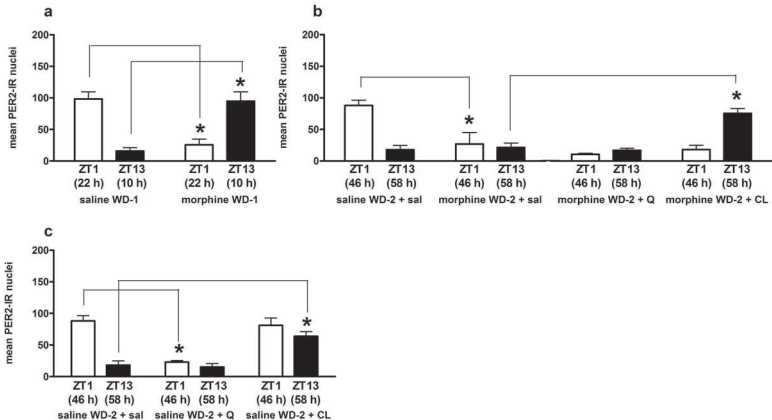 a
mean PER2-IR nuclei
200
150
100
50
0
*
*
ZT1 ZT13 ZT1 ZT13
(22 h) (10 h) (22 h) (10 h)
saline WD-1 morphine WD-1
b
mean PER2-IR nuclei
200
150
100
50
0
*
*
ZT1 ZT13 ZT1 ZT13 ZT1 ZT13 ZT1 ZT13
(46 h) (58 h) (46 h) (58 h) (46 h) (58 h) (46 h) (58 h)
saline WD-2 + sal morphine WD-2 + sal morphine WD-2 + Q morphine WD-2 + CL
c
mean PER2-IR nuclei
200
150
100
50
0
*
*
ZT1 ZT13 ZT1 ZT13 ZT1 ZT13
(46 h) (58 h) (46 h) (58 h) (46 h) (58 h)
saline WD-2 + sal saline WD-2 + Q saline WD-2 + CL